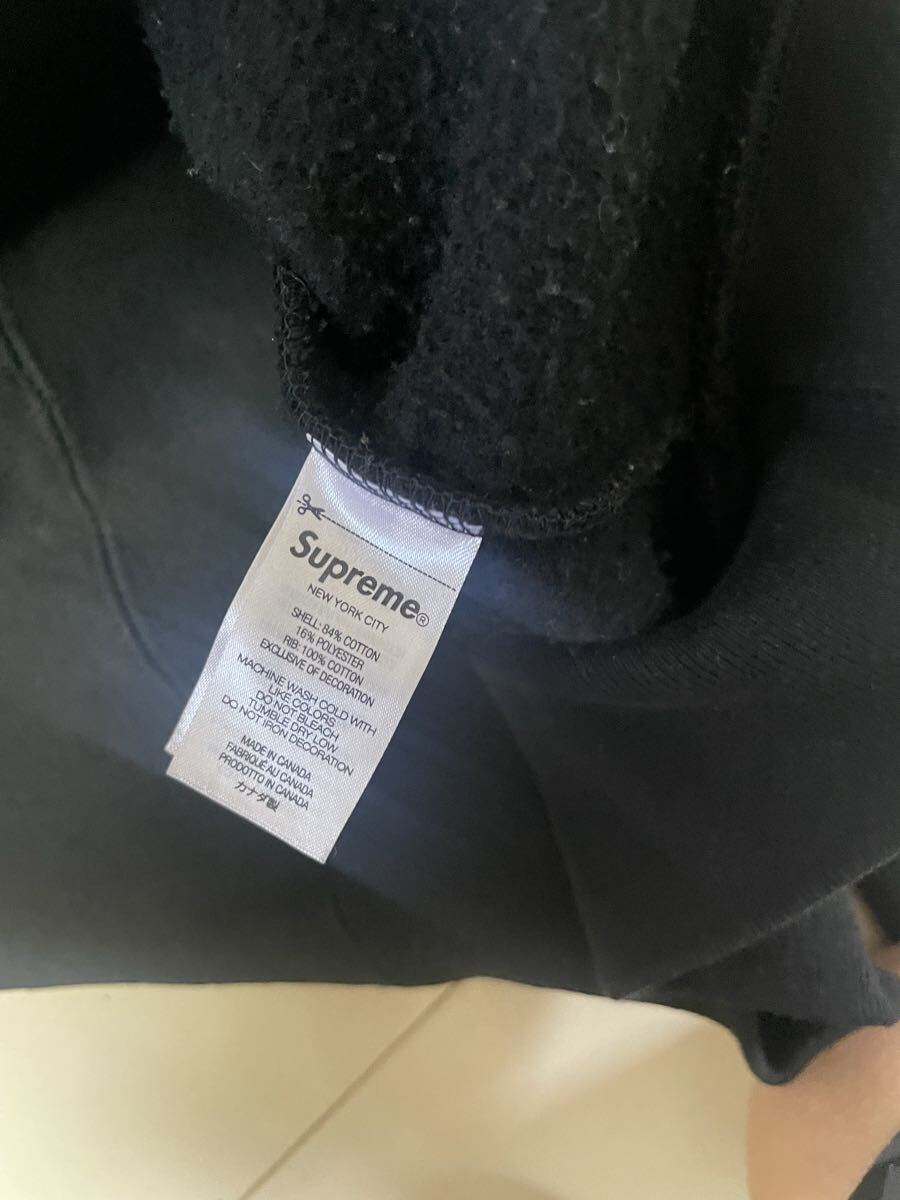 Supreme®
NEW YORK CITY
SHELL: 84% COTTON
16% POLYESTER
RIB: 100% COTTON
EXCLUSIVE OF DECORATION
MACHINE WASH COLD WITH
LIKE COLORS
DO NOT BLEACH
TUMBLE DRY LOW
DO NOT IRON DECORATION
MADE IN CANADA
FABRIQUÉ AU CANADA
PRODOTTO IN CANADA
カナダ製